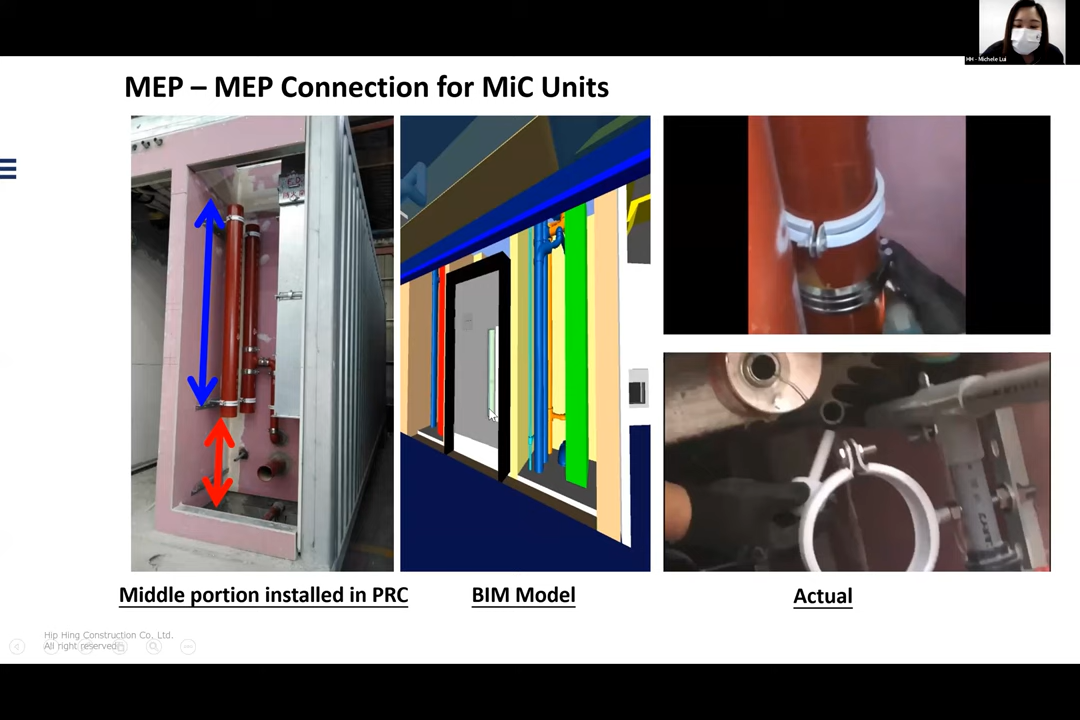 HH - Michele Lui
MEP – MEP Connection for MiC Units
Middle portion installed in PRC
BIM Model
Actual
Hip Hing Construction Co, Ltd.
All right reserved